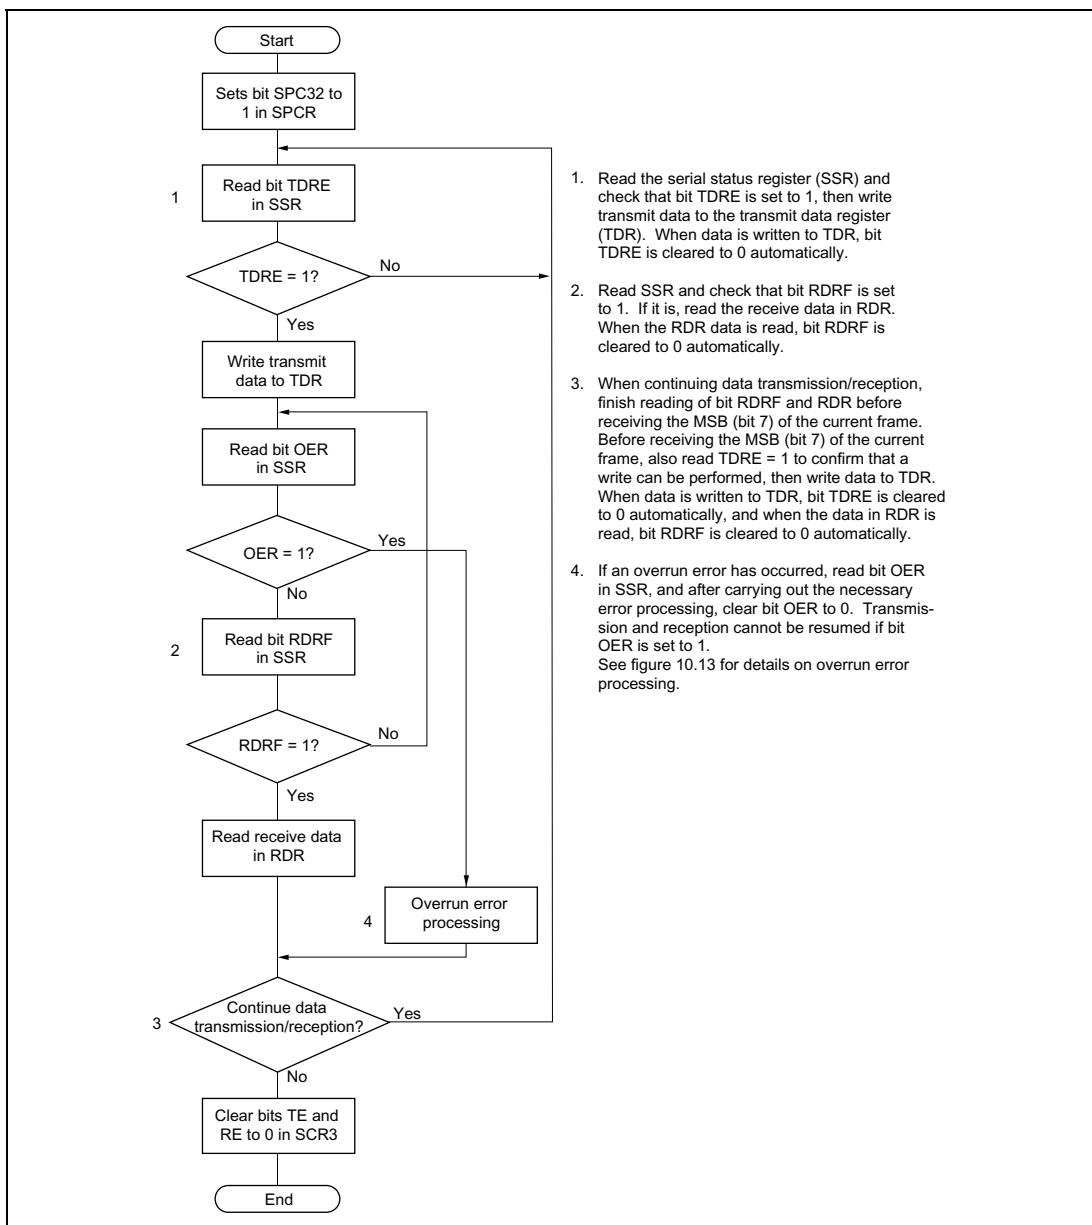 Start
Sets bit SPC32 to
1 in SPCR
1
Read bit TDRE
in SSR
TDRE = 1?
No
Yes
Write transmit
data to TDR
Read bit OER
in SSR
OER = 1?
Yes
No
2
Read bit RDRF
in SSR
RDRF = 1?
No
Yes
Read receive data
in RDR
4
Overrun error
processing
3
Continue data
transmission/reception?
Yes
No
Clear bits TE and
RE to 0 in SCR3
End
1. Read the serial status register (SSR) and
check that bit TDRE is set to 1, then write
transmit data to the transmit data register
(TDR). When data is written to TDR, bit
TDRE is cleared to 0 automatically.
2. Read SSR and check that bit RDRF is set
to 1. If it is, read the receive data in RDR.
When the RDR data is read, bit RDRF is
cleared to 0 automatically.
3. When continuing data transmission/reception,
finish reading of bit RDRF and RDR before
receiving the MSB (bit 7) of the current frame.
Before receiving the MSB (bit 7) of the current
frame, also read TDRE = 1 to confirm that a
write can be performed, then write data to TDR.
When data is written to TDR, bit TDRE is cleared
to 0 automatically, and when the data in RDR is
read, bit RDRF is cleared to 0 automatically.
4. If an overrun error has occurred, read bit OER
in SSR, and after carrying out the necessary
error processing, clear bit OER to 0. Transmis-
sion and reception cannot be resumed if bit
OER is set to 1.
See figure 10.13 for details on overrun error
processing.